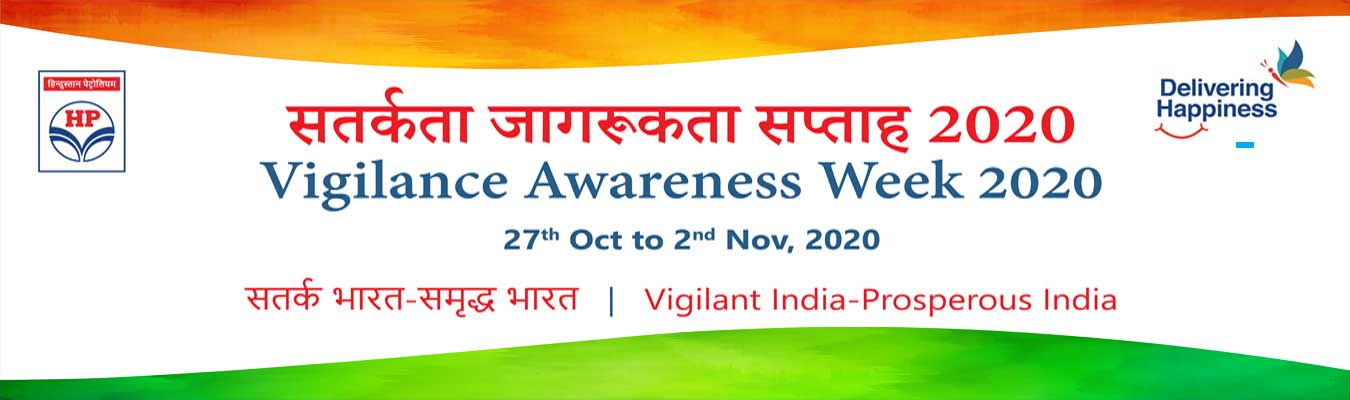 हिन्दुस्तान पेट्रोलियम
HP
Delivering
Happiness
सतर्कता जागरूकता सप्ताह 2020
Vigilance Awareness Week 2020
27th Oct to 2nd Nov, 2020
सतर्क भारत-समृद्ध भारत | Vigilant India-Prosperous India